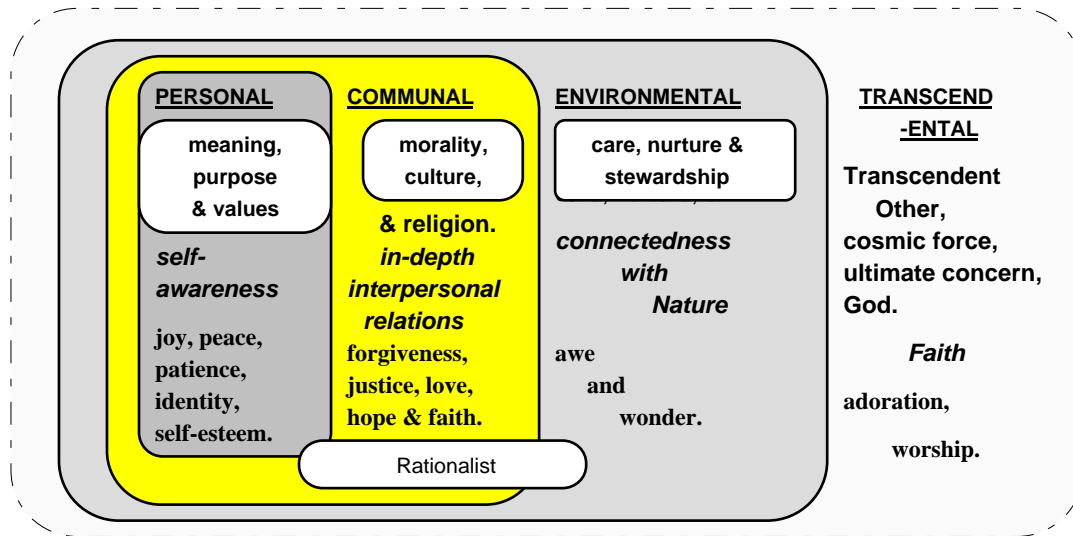 PERSONAL
meaning,
purpose
& values
self-
awareness
joy, peace,
patience,
identity,
self-esteem.
COMMUNAL
morality,
culture,
& religion.
in-depth
interpersonal
relations
forgiveness,
justice, love,
hope & faith.
ENVIRONMENTAL
care, nurture &
stewardship
connectedness
with
Nature
awe
and
wonder.
TRANSCEND
-ENTAL
Transcendent
Other,
cosmic force,
ultimate concern,
God.
Faith
adoration,
worship.
Rationalist